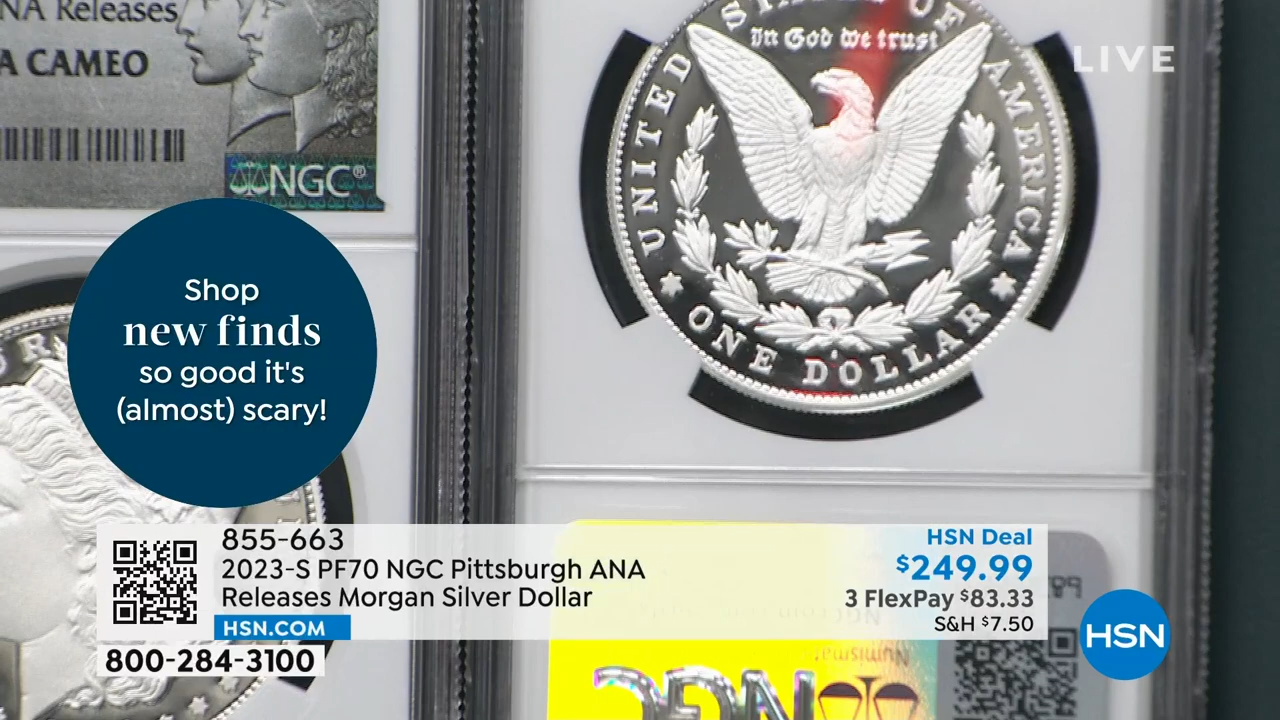 NA Releases
A CAMEO
NGC®
STATES OF
In God we trust
UNITED
AMERICA
ONE DOLLAR
LIVE
Shop
new finds
so good it's
(almost) scary!
855-663
2023-S PF70 NGC Pittsburgh ANA
Releases Morgan Silver Dollar
HSN.COM
800-284-3100
HSN Deal
$249.99
3 FlexPay $83.33
S&H $7.50
HSN
NGC